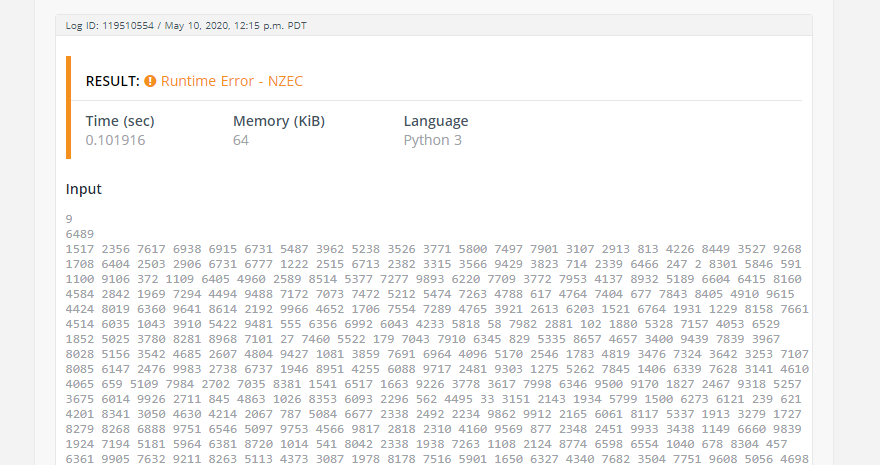 Log ID: 119510554 / May 10, 2020, 12:15 p.m. PDT
RESULT: Runtime Error - NZEC
Time (sec) Memory (KiB) Language
0.101916 64 Python 3
Input
9
6489
1517 2356 7617 6938 6915 6731 5487 3962 5238 3526 3771 5800 7497 7901 3107 2913 813 4226 8449 3527 9268
1708 6404 2503 2906 6731 6777 1222 2515 6713 2382 3315 3566 9429 3823 714 2339 6466 247 2 8301 5846 591
1100 9106 372 1109 6405 4960 2589 8514 5377 7277 9893 6220 7709 3772 7953 4137 8932 5189 6604 6415 8160
4584 2842 1969 7294 4494 9488 7172 7073 7472 5212 5474 7263 4788 617 4764 7404 677 7843 8405 4910 9615
4424 8019 6360 9641 8614 2192 9966 4652 1706 7554 7289 4765 3921 2613 6203 1521 6764 1931 1229 8158 7661
4514 6035 1043 3910 5422 9481 555 6356 6992 6043 4233 5818 58 7982 2881 102 1880 5328 7157 4053 6529
1852 5025 3780 8281 8968 7101 27 7460 5522 179 7043 7910 6345 829 5335 8657 4657 3400 9439 7839 3967
8028 5156 3542 4685 2607 4804 9427 1081 3859 7691 6964 4096 5170 2546 1783 4819 3476 7324 3642 3253 7107
8085 6147 2476 9983 2738 6737 1946 8951 4255 6088 9717 2481 9303 1275 5262 7845 1406 6339 7628 3141 4610
4065 659 5109 7984 2702 7035 8381 1541 6517 1663 9226 3778 3617 7998 6346 9500 9170 1827 2467 9318 5257
3675 6014 9926 2711 845 4863 1026 8353 6093 2296 562 4495 33 3151 2143 1934 5799 1500 6273 6121 239 621
4201 8341 3050 4630 4214 2067 787 5084 6677 2338 2492 2234 9862 9912 2165 6061 8117 5337 1913 3279 1727
8279 8268 6888 9751 6546 5097 9753 4566 9817 2818 2310 4160 9569 877 2348 2451 9933 3438 1149 6660 9839
1924 7194 5181 5964 6381 8720 1014 541 8042 2338 1938 7263 1108 2124 8774 6598 6554 1040 678 8304 457
6361 9905 7632 9211 8263 5113 4373 3087 1978 8178 7516 5901 1650 6327 4340 7682 3504 7751 9608 5056 4698